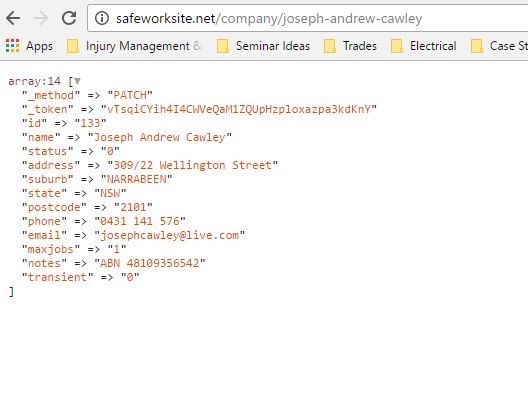 safeworksite.net/company/joseph-andrew-cawley
Apps Injury Management & Seminar Ideas Trades Electrical Case St
array:14 [▼
"_method" => "PATCH"
"_token" => "vTsqiCYih4I4CWVeQaM1ZQUpHzploxazpa3kdKnY"
"id" => "133"
"name" => "Joseph Andrew Cawley"
"status" => "0"
"address" => "309/22 Wellington Street"
"suburb" => "NARRABEEN"
"state" => "NSW"
"postcode" => "2101"
"phone" => "0431 141 576"
"email" => "josephcawley@live.com"
"maxjobs" => "1"
"notes" => "ABN 48109356542"
"transient" => "0"
]